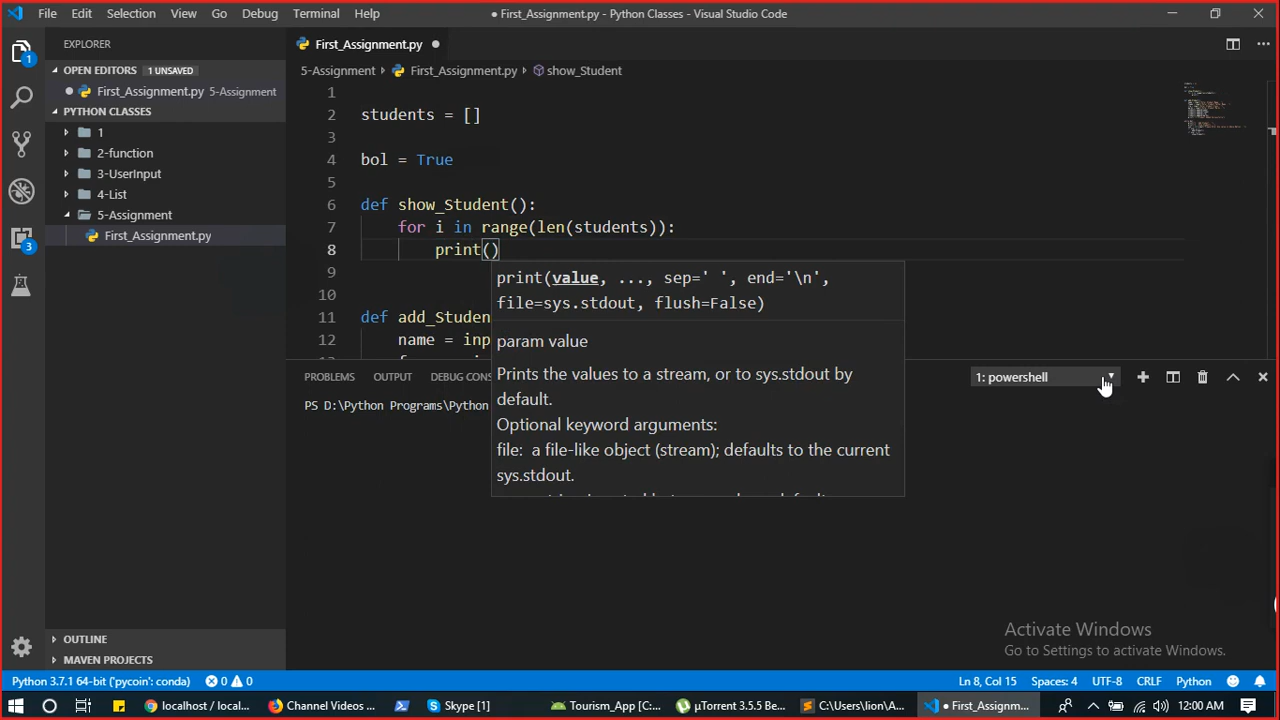 File Edit Selection View Go Debug Terminal Help
● First_Assignment.py - Python Classes - Visual Studio Code
1
3
EXPLORER
OPEN EDITORS 1 UNSAVED
● First_Assignment.py 5-Assignment
PYTHON CLASSES
1
2-function
3-UserInput
4-List
5-Assignment
First_Assignment.py
OUTLINE
MAVEN PROJECTS
First_Assignment.py ●
5-Assignment First_Assignment.py show_Student
1
2 students = []
3
4 bol = True
5
6 def show_Student():
7 for i in range(len(students)):
8 print()
9
10
11 def add_Studen
12 name = inp
print(value, ..., sep=' ', end='\n',
file=sys.stdout, flush=False)
param value
Prints the values to a stream, or to sys.stdout by
default.
Optional keyword arguments:
file: a file-like object (stream); defaults to the current
sys.stdout.
PROBLEMS OUTPUT DEBUG CONS
1: powershell
PS D:\Python Programs\Python
Activate Windows
Go to Settings to activate Windows.
Python 3.7.1 64-bit ('pycoin': conda) 0 0
Ln 8, Col 15 Spaces: 4 UTF-8 CRLF Python
localhost / local...
Channel Videos ...
Skype [1]
Tourism_App [C:...
µTorrent 3.5.5 Be...
C:\Users\lion\A...
● First_Assignm...
12:00 AM